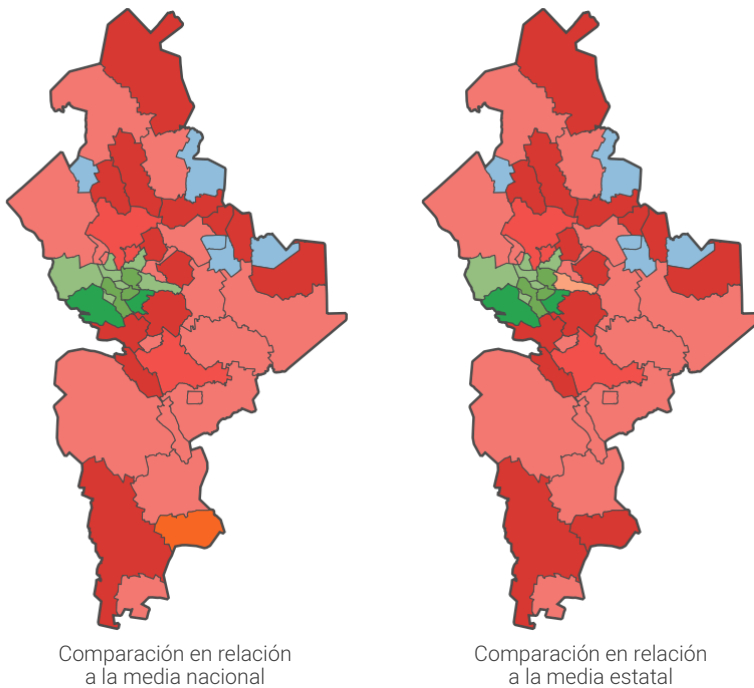 Comparación en relación
a la media nacional
Comparación en relación
a la media estatal